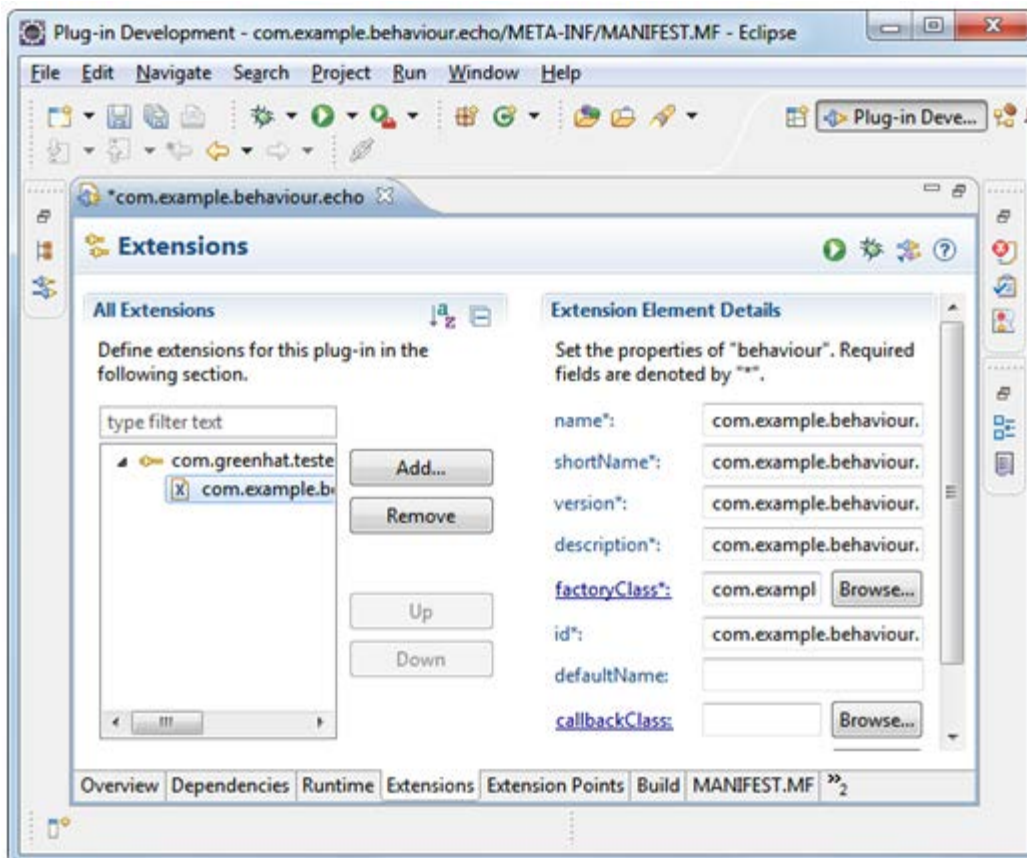 Plug-in Development - com.example.behaviour.echo/META-INF/MANIFEST.MF - Eclipse
File Edit Navigate Search Project Run Window Help
Plug-in Deve...
*com.example.behaviour.echo
Extensions
All Extensions
Define extensions for this plug-in in the
following section.
type filter text
com.greenhat.teste
com.example.b
Add...
Remove
Up
Down
Extension Element Details
Set the properties of "behaviour". Required
fields are denoted by "*".
name*: com.example.behaviour.
shortName*: com.example.behaviour.
version*: com.example.behaviour.
description*: com.example.behaviour.
factoryClass*: com.exampl Browse...
id*: com.example.behaviour.
defaultName:
callbackClass: Browse...
Overview Dependencies Runtime Extensions Extension Points Build MANIFEST.MF »2